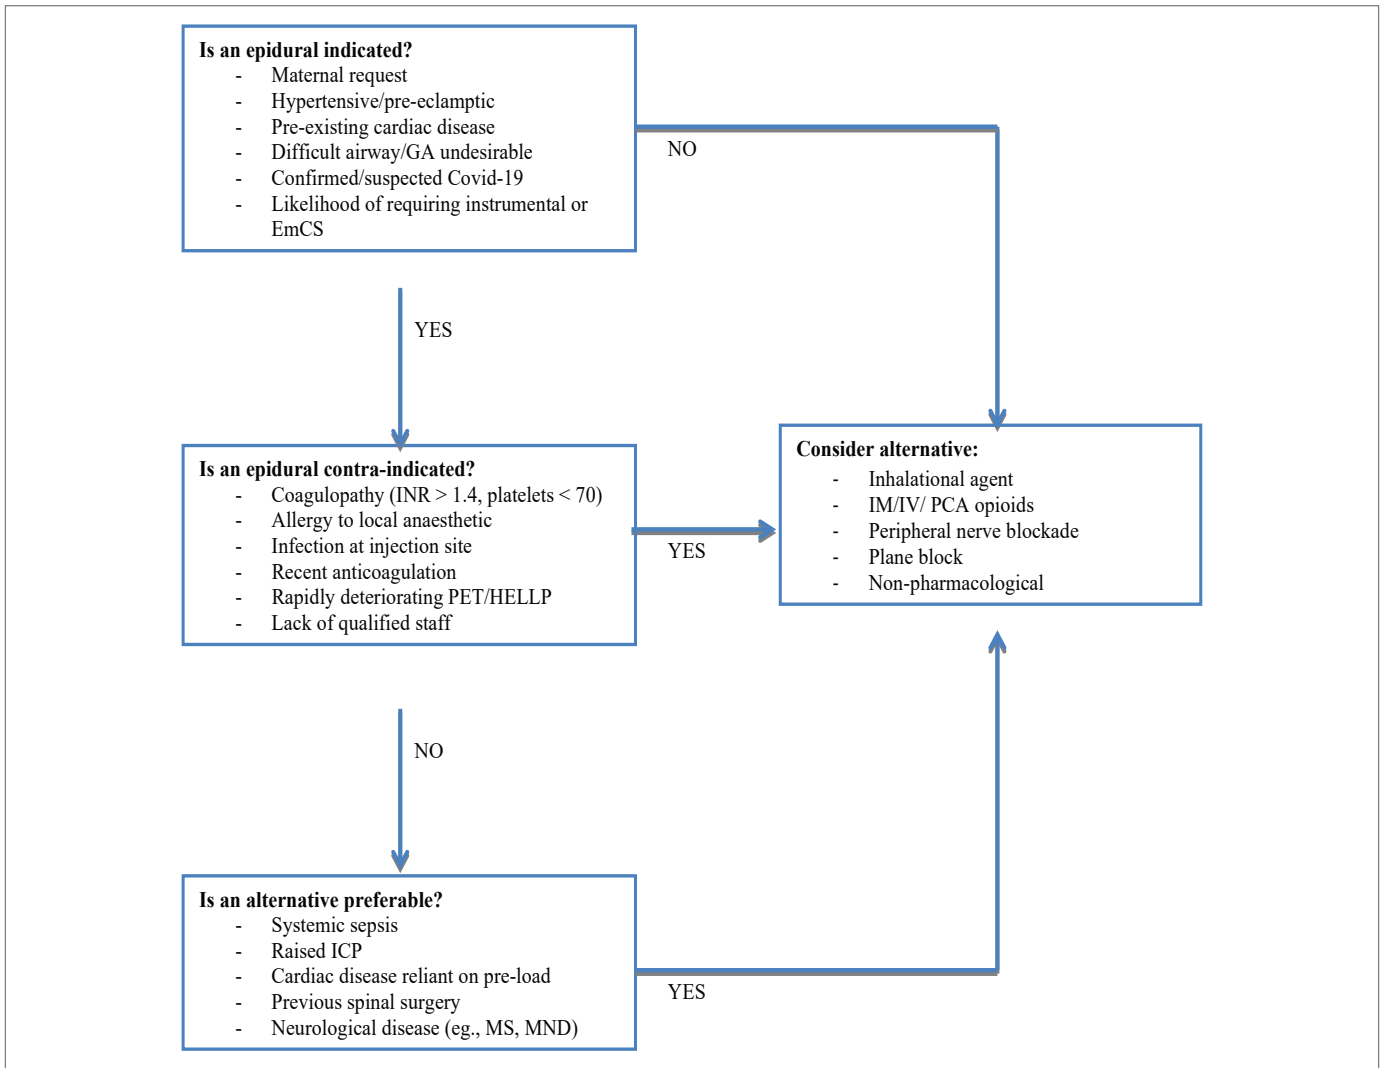 Is an epidural indicated?
- Maternal request
- Hypertensive/pre-eclamptic
- Pre-existing cardiac disease
- Difficult airway/GA undesirable
- Confirmed/suspected Covid-19
- Likelihood of requiring instrumental or
EmCS
NO
YES
Is an epidural contra-indicated?
- Coagulopathy (INR > 1.4, platelets < 70)
- Allergy to local anaesthetic
- Infection at injection site
- Recent anticoagulation
- Rapidly deteriorating PET/HELLP
- Lack of qualified staff
YES
Consider alternative:
- Inhalational agent
- IM/IV/ PCA opioids
- Peripheral nerve blockade
- Plane block
- Non-pharmacological
NO
Is an alternative preferable?
- Systemic sepsis
- Raised ICP
- Cardiac disease reliant on pre-load
- Previous spinal surgery
- Neurological disease (eg., MS, MND)
YES